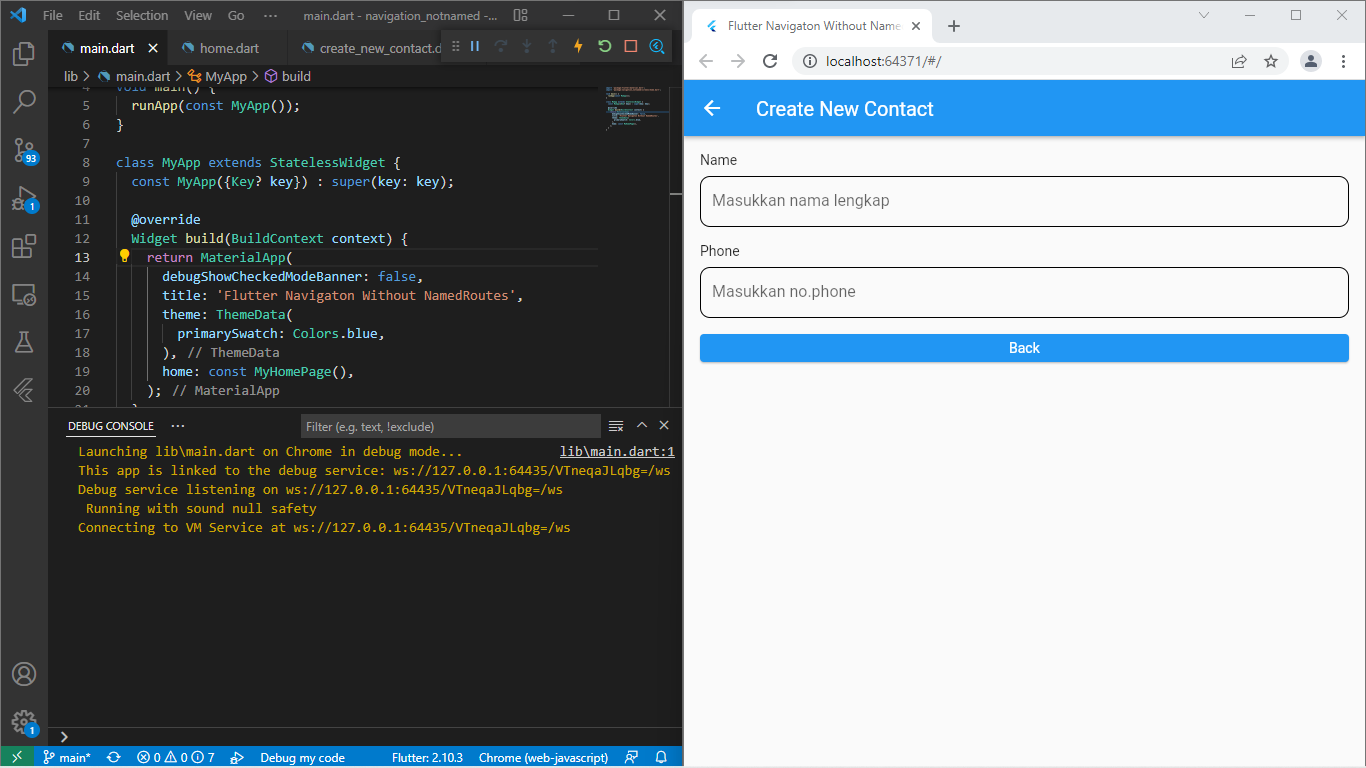 File Edit Selection View Go ··· main.dart - navigation_notnamed -...
main.dart home.dart create_new_contact.d
lib > main.dart > MyApp > build
4 void main() {
5 runApp(const MyApp());
6 }
7
8 class MyApp extends StatelessWidget {
9 const MyApp({Key? key}) : super(key: key);
10
11 @override
12 Widget build(BuildContext context) {
13 return MaterialApp(
14 debugShowCheckedModeBanner: false,
15 title: 'Flutter Navigaton Without NamedRoutes',
16 theme: ThemeData(
17 primarySwatch: Colors.blue,
18 ), // ThemeData
19 home: const MyHomePage(),
20 ); // MaterialApp
21 }
93
1
1
DEBUG CONSOLE ··· Filter (e.g. text, !exclude)
Launching lib\main.dart on Chrome in debug mode... lib\main.dart:1
This app is linked to the debug service: ws://127.0.0.1:64435/VTneqaJLqbg=/ws
Debug service listening on ws://127.0.0.1:64435/VTneqaJLqbg=/ws
Running with sound null safety
Connecting to VM Service at ws://127.0.0.1:64435/VTneqaJLqbg=/ws
>
main* 0 0 7 Debug my code Flutter: 2.10.3 Chrome (web-javascript)
Flutter Navigaton Without Name
localhost:64371/#/
Create New Contact
Name
Masukkan nama lengkap
Phone
Masukkan no.phone
Back